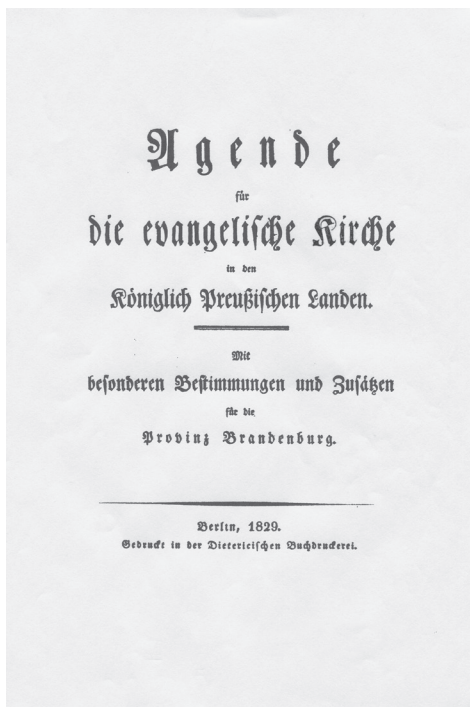 Agende
für
die evangelische Kirche
in den
Königlich Preußischen Landen.
Mit
besonderen Bestimmungen und Zusätzen
für die
Provinz Brandenburg.
Berlin, 1829.
Gedruckt in der Dietericischen Buchdruckerei.